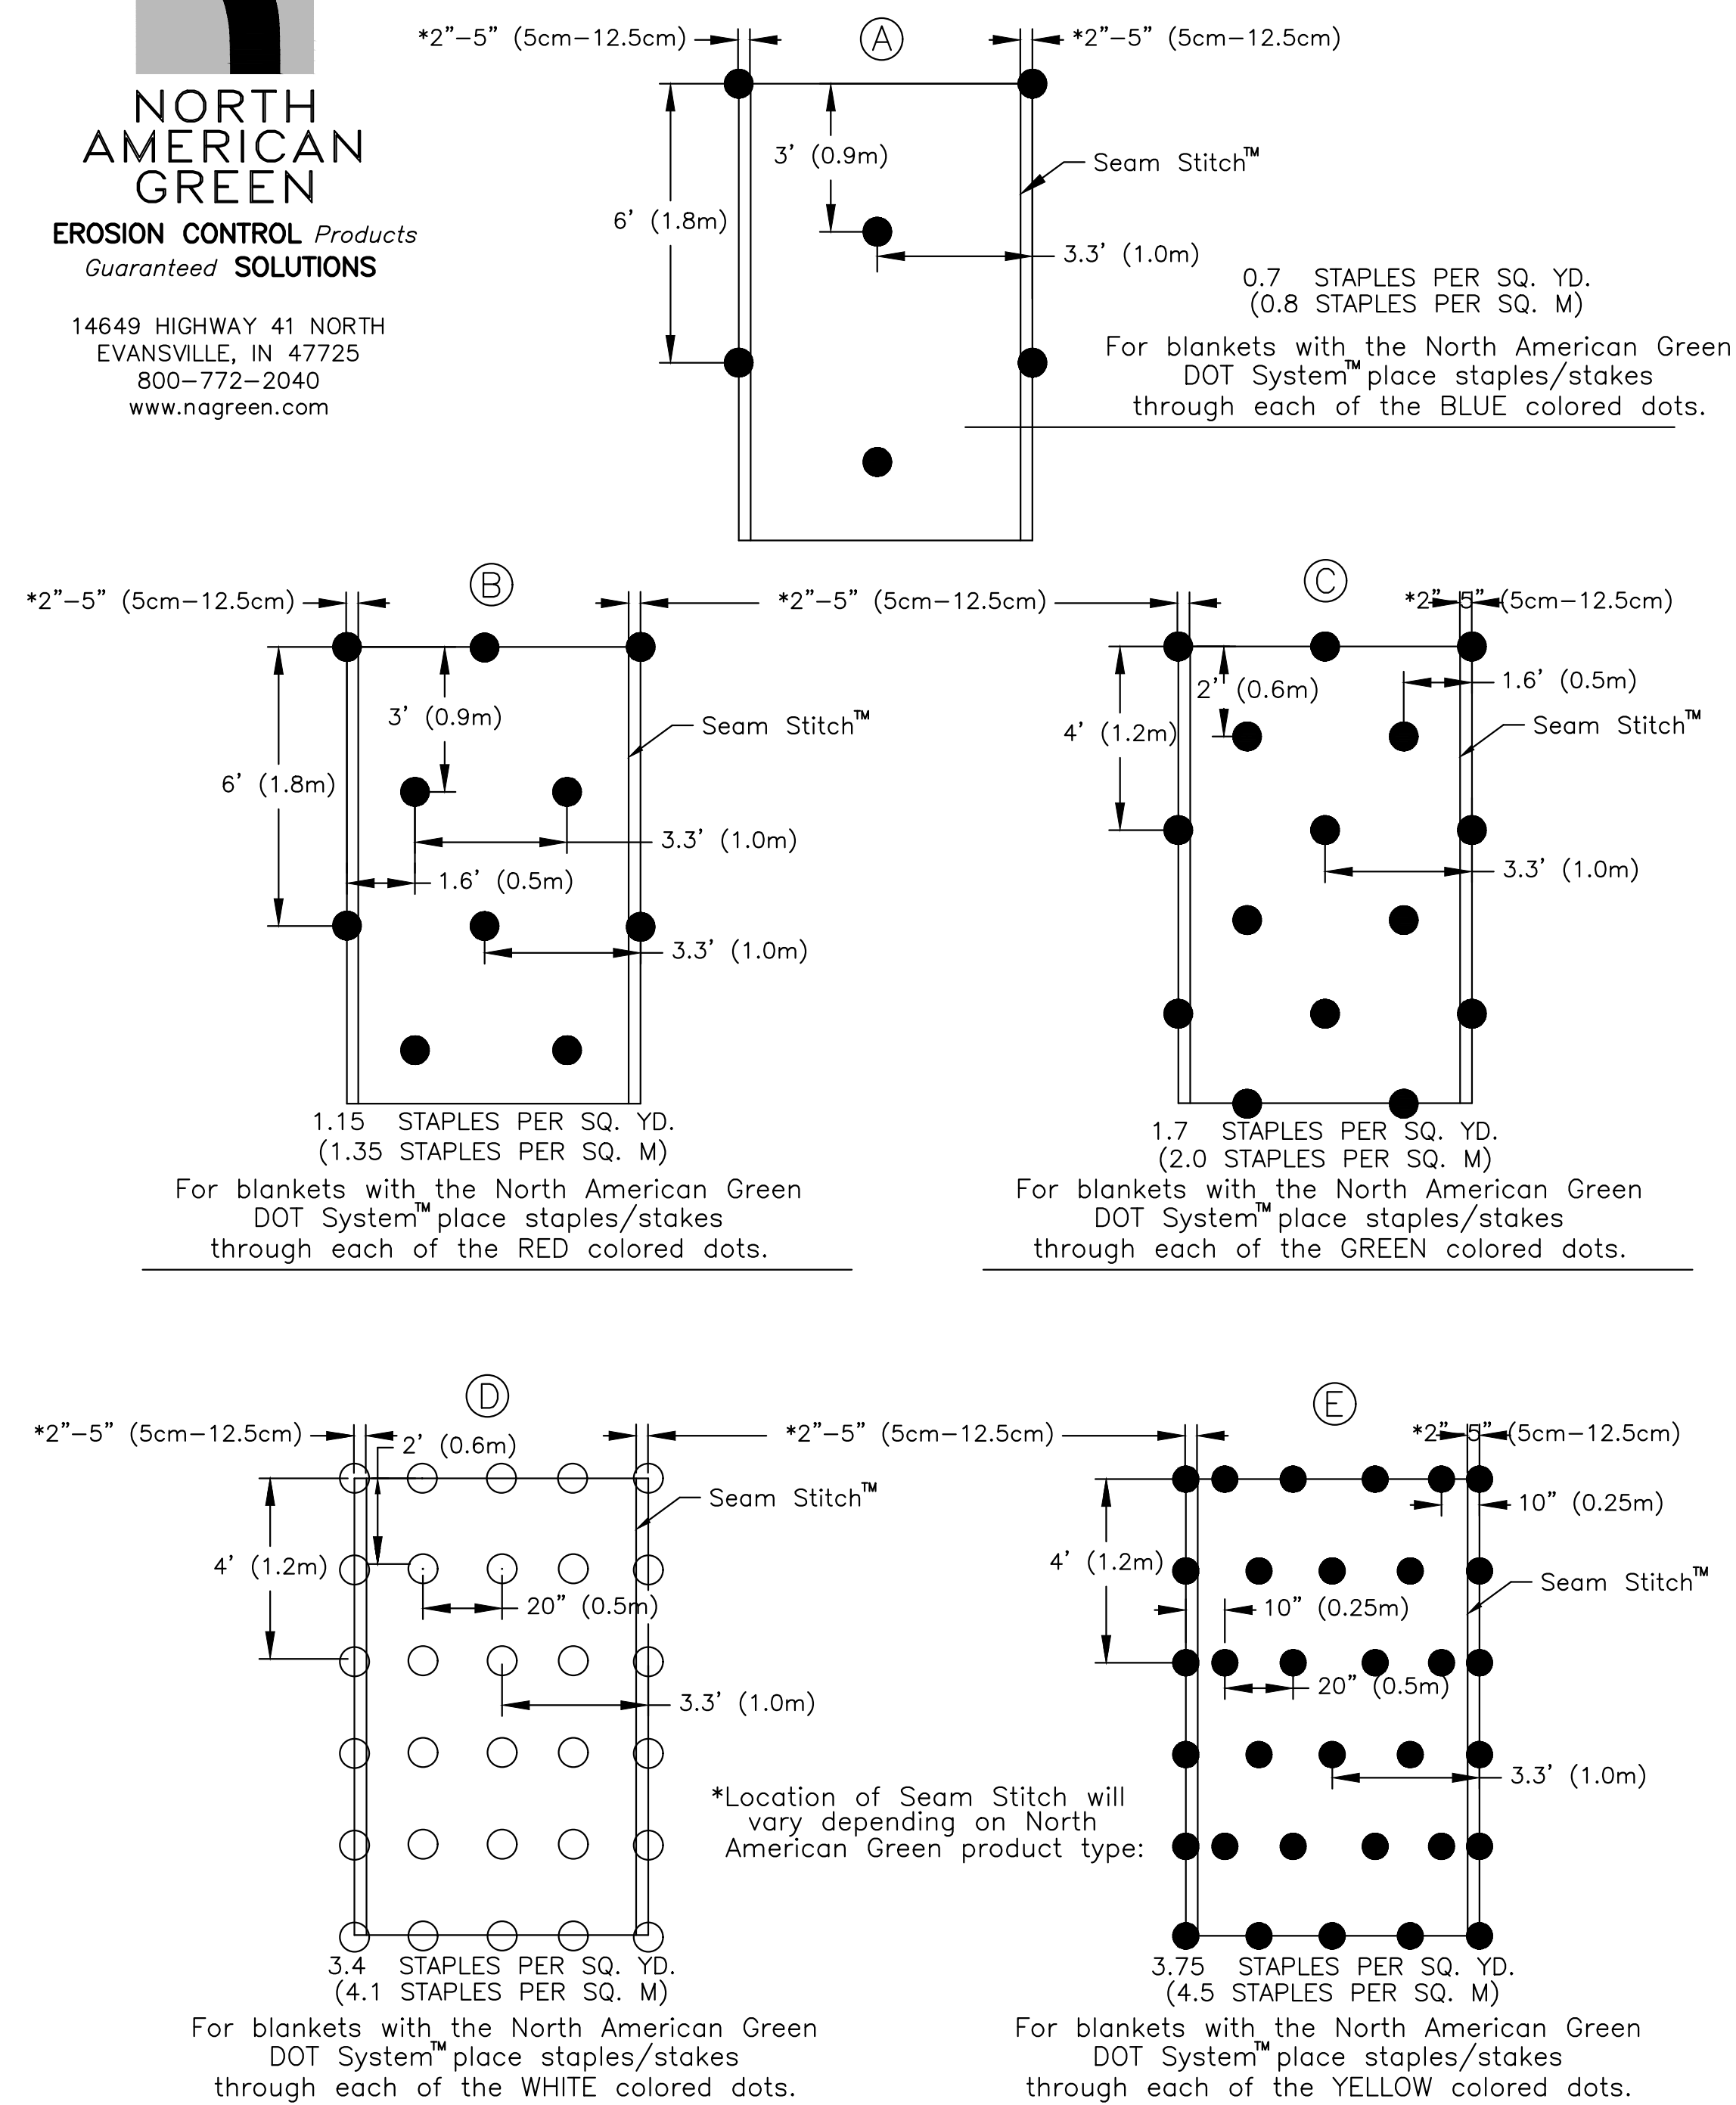 NORTH
AMERICAN
GREEN
EROSION CONTROL Products
Guaranteed SOLUTIONS
14649 HIGHWAY 41 NORTH
EVANSVILLE, IN 47725
800-772-2040
www.nagreen.com
*2"-5" (5cm-12.5cm)
A
*2"-5" (5cm-12.5cm)
3' (0.9m)
Seam Stitch™
6' (1.8m)
3.3' (1.0m)
0.7 STAPLES PER SQ. YD.
(0.8 STAPLES PER SQ. M)
For blankets with the North American Green
DOT System™ place staples/stakes
through each of the BLUE colored dots.
*2"-5" (5cm-12.5cm)
B
*2"-5" (5cm-12.5cm)
3' (0.9m)
Seam Stitch™
6' (1.8m)
3.3' (1.0m)
1.6' (0.5m)
3.3' (1.0m)
1.15 STAPLES PER SQ. YD.
(1.35 STAPLES PER SQ. M)
For blankets with the North American Green
DOT System™ place staples/stakes
through each of the RED colored dots.
C
*2"-5" (5cm-12.5cm)
2' (0.6m)
1.6' (0.5m)
4' (1.2m)
Seam Stitch™
3.3' (1.0m)
1.7 STAPLES PER SQ. YD.
(2.0 STAPLES PER SQ. M)
For blankets with the North American Green
DOT System™ place staples/stakes
through each of the GREEN colored dots.
D
*2"-5" (5cm-12.5cm)
2' (0.6m)
*2"-5" (5cm-12.5cm)
Seam Stitch™
4' (1.2m)
20" (0.5m)
3.3' (1.0m)
*Location of Seam Stitch will
vary depending on North
American Green product type:
3.4 STAPLES PER SQ. YD.
(4.1 STAPLES PER SQ. M)
For blankets with the North American Green
DOT System™ place staples/stakes
through each of the WHITE colored dots.
E
*2"-5" (5cm-12.5cm)
10" (0.25m)
4' (1.2m)
Seam Stitch™
10" (0.25m)
20" (0.5m)
3.3' (1.0m)
3.75 STAPLES PER SQ. YD.
(4.5 STAPLES PER SQ. M)
For blankets with the North American Green
DOT System™ place staples/stakes
through each of the YELLOW colored dots.